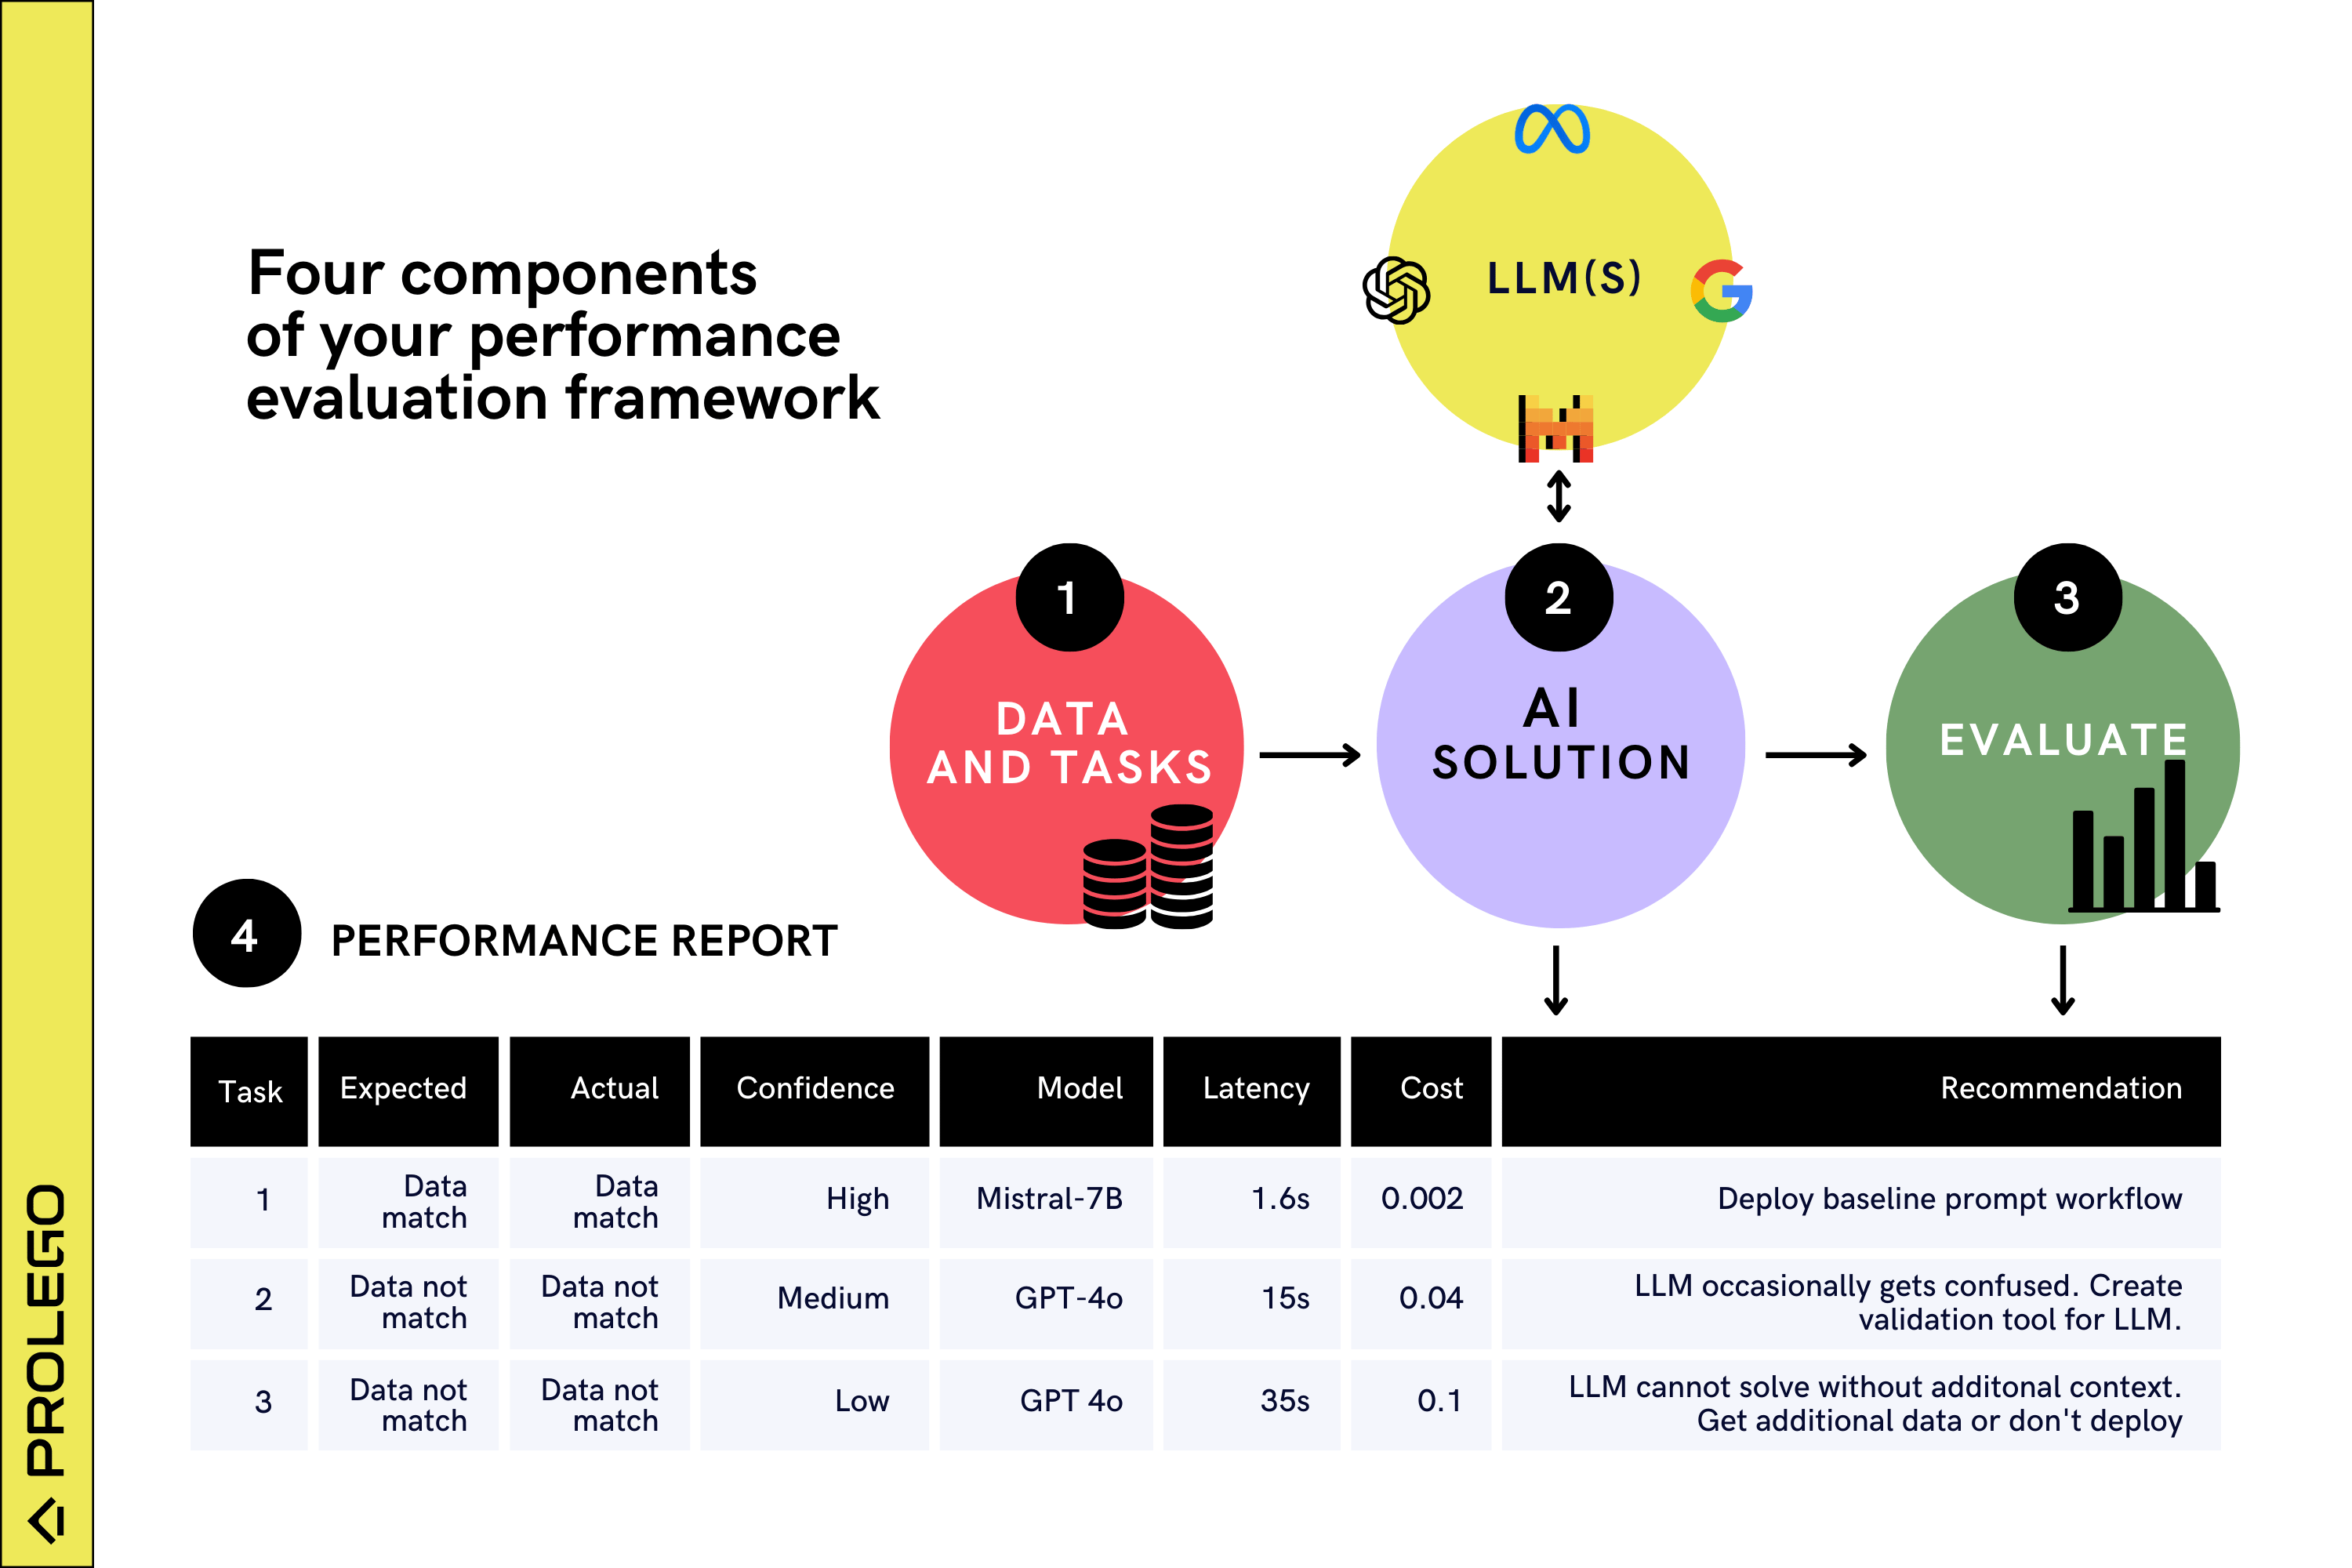 Four components
of your performance
evaluation framework
LLM(S)
1
DATA
AND TASKS
2
AI
SOLUTION
3
EVALUATE
4
PERFORMANCE REPORT
Task Expected Actual Confidence Model Latency Cost Recommendation
1 Data match Data match High Mistral-7B 1.6s 0.002 Deploy baseline prompt workflow
2 Data not match Data not match Medium GPT-4o 15s 0.04 LLM occasionally gets confused. Create validation tool for LLM.
3 Data not match Data not match Low GPT 4o 35s 0.1 LLM cannot solve without additonal context. Get additional data or don't deploy
PROLEGO